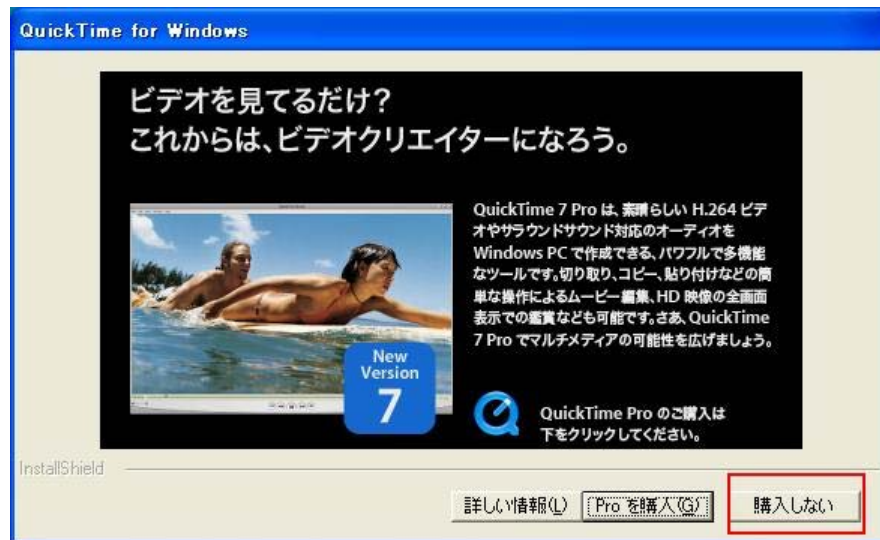 QuickTime for Windows
ビデオを見てるだけ?
これからは、ビデオクリエイターになろう。
QuickTime 7 Pro は、素晴らしい H.264 ビデ
オやサラウンドサウンド対応のオーディオを
Windows PC で作成できる、パワフルで多機能
なツールです。切り取り、コピー、貼り付けなどの簡
単な操作によるムービー編集、HD 映像の全画面
表示での鑑賞なども可能です。さあ、QuickTime
7 Pro でマルチメディアの可能性を広げましょう。
New
Version
7
QuickTime Pro のご購入は
下をクリックしてください。
InstallShield
詳しい情報(L)
Pro を購入(G)
購入しない